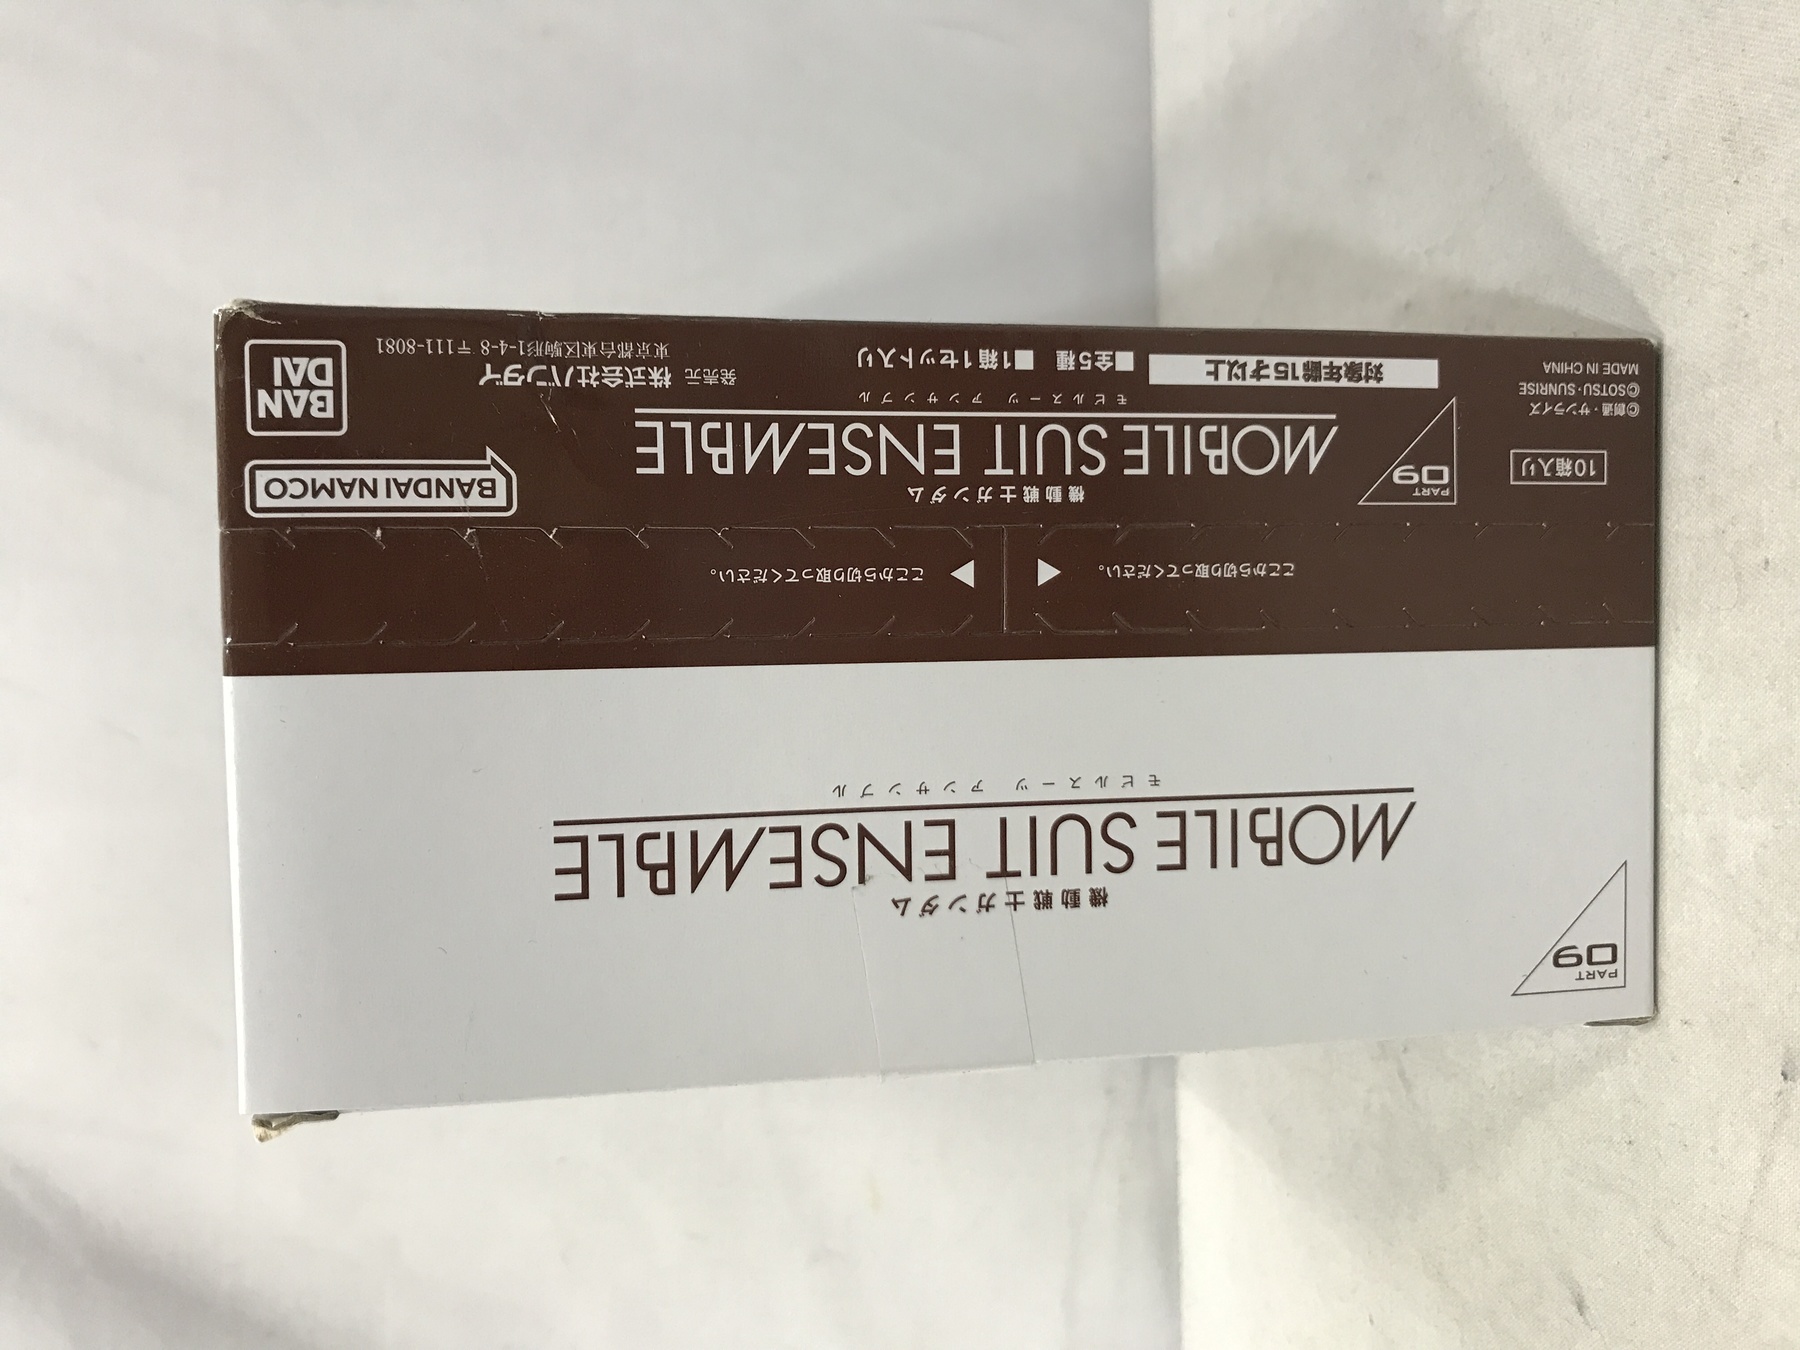 PART
09
機動戦士ガンダム
MOBILE SUIT ENSEMBLE
モビルスーツ アンサンブル
ここから切り取ってください。
ここから切り取ってください。
10箱入り
PART
09
機動戦士ガンダム
MOBILE SUIT ENSEMBLE
モビルスーツ アンサンブル
BANDAI NAMCO
©創通・サンライズ
©SOTSU・SUNRISE
MADE IN CHINA
対象年齢15才以上
■全5種 ■1箱1セット入り
発売元 株式会社バンダイ
東京都台東区駒形1-4-8 〒111-8081
BAN
DAI